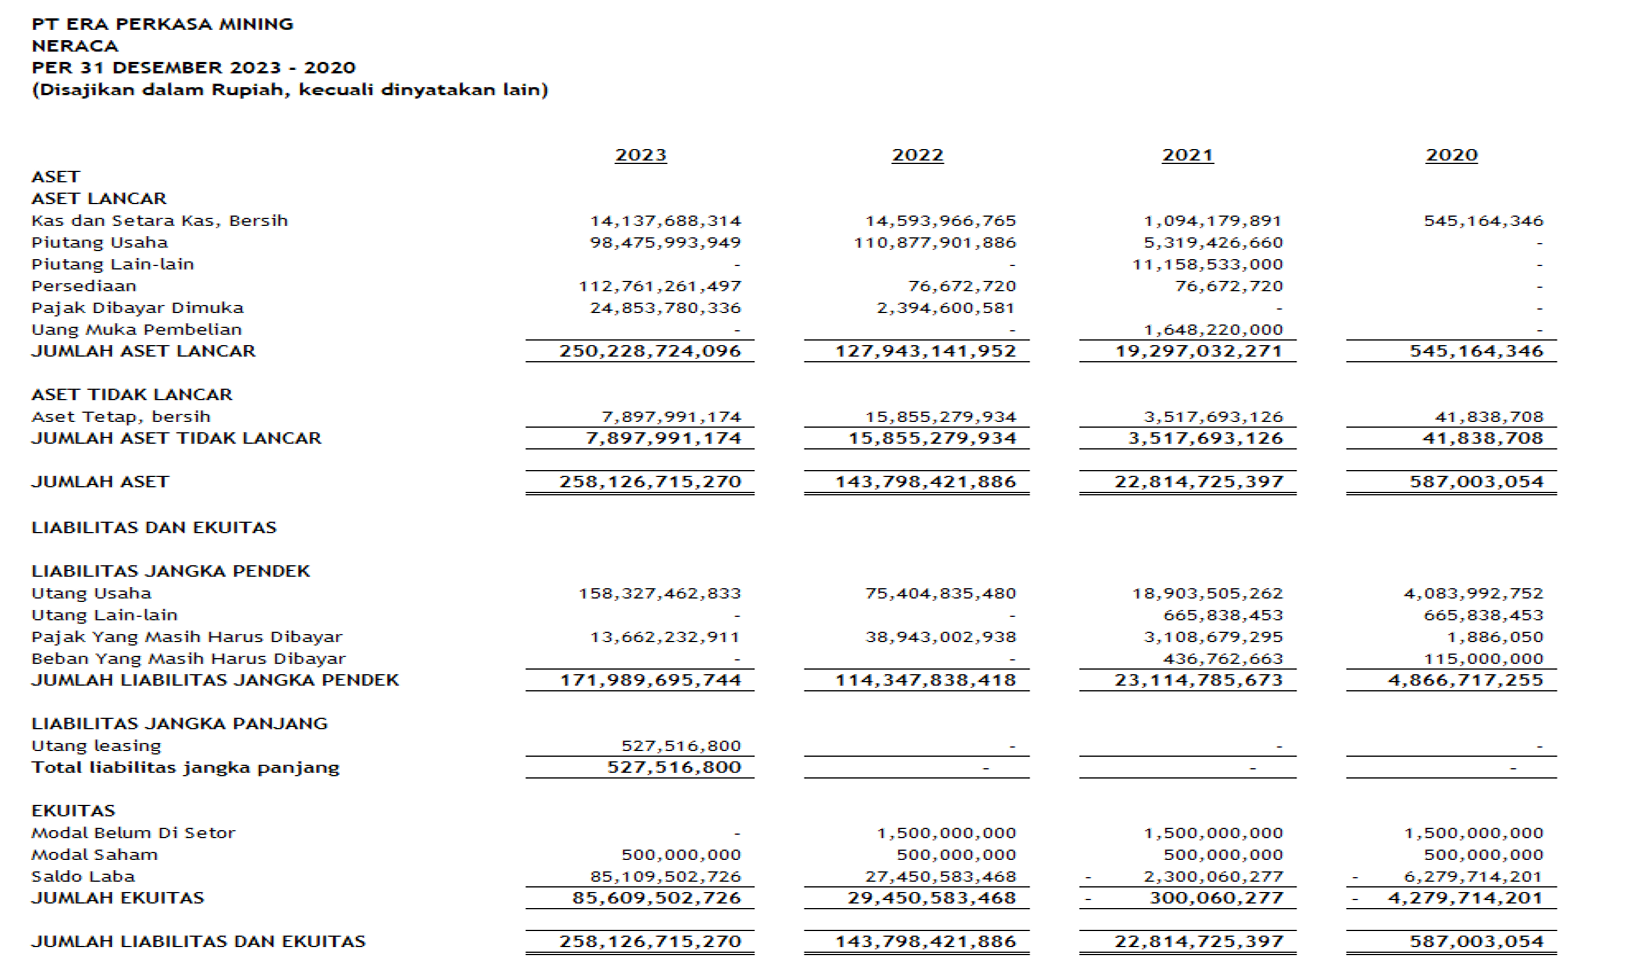 PT ERA PERKASA MINING
NERACA
PER 31 DESEMBER 2023 - 2020
(Disajikan dalam Rupiah, kecuali dinyatakan lain)
2023 2022 2021 2020
ASET
ASET LANCAR
Kas dan Setara Kas, Bersih 14,137,688,314 14,593,966,765 1,094,179,891 545,164,346
Piutang Usaha 98,475,993,949 110,877,901,886 5,319,426,660 -
Piutang Lain-lain - - 11,158,533,000 -
Persediaan 112,761,261,497 76,672,720 76,672,720 -
Pajak Dibayar Dimuka 24,853,780,336 2,394,600,581 - -
Uang Muka Pembelian - - 1,648,220,000 -
JUMLAH ASET LANCAR 250,228,724,096 127,943,141,952 19,297,032,271 545,164,346
ASET TIDAK LANCAR
Aset Tetap, bersih 7,897,991,174 15,855,279,934 3,517,693,126 41,838,708
JUMLAH ASET TIDAK LANCAR 7,897,991,174 15,855,279,934 3,517,693,126 41,838,708
JUMLAH ASET 258,126,715,270 143,798,421,886 22,814,725,397 587,003,054
LIABILITAS DAN EKUITAS
LIABILITAS JANGKA PENDEK
Utang Usaha 158,327,462,833 75,404,835,480 18,903,505,262 4,083,992,752
Utang Lain-lain - - 665,838,453 665,838,453
Pajak Yang Masih Harus Dibayar 13,662,232,911 38,943,002,938 3,108,679,295 1,886,050
Beban Yang Masih Harus Dibayar - - 436,762,663 115,000,000
JUMLAH LIABILITAS JANGKA PENDEK 171,989,695,744 114,347,838,418 23,114,785,673 4,866,717,255
LIABILITAS JANGKA PANJANG
Utang leasing 527,516,800 - - -
Total liabilitas jangka panjang 527,516,800 - - -
EKUITAS
Modal Belum Di Setor - 1,500,000,000 1,500,000,000 1,500,000,000
Modal Saham 500,000,000 500,000,000 500,000,000 500,000,000
Saldo Laba 85,109,502,726 27,450,583,468 - 2,300,060,277 - 6,279,714,201
JUMLAH EKUITAS 85,609,502,726 29,450,583,468 - 300,060,277 - 4,279,714,201
JUMLAH LIABILITAS DAN EKUITAS 258,126,715,270 143,798,421,886 22,814,725,397 587,003,054